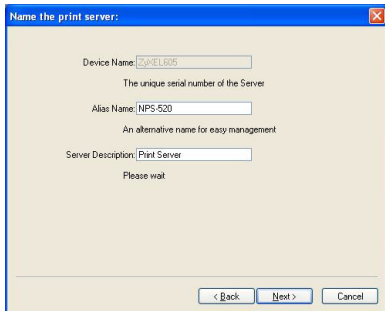 Name the print server:
Device Name: ZyXEL605
The unique serial number of the Server
Alias Name: NPS-520
An alternative name for easy management
Server Description: Print Server
Please wait
< Back Next > Cancel